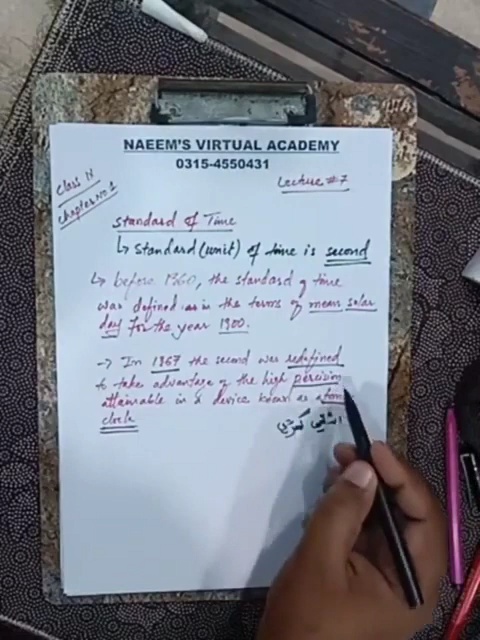 NAEEM'S VIRTUAL ACADEMY
0315-4550431
Lecture #7
Class IX
Chapter No 1
Standard of Time
↳ Standard (unit) of time is second
↳ before 1960, the standard of time
was defined as in the terms of mean solar
day for the year 1900.
→ In 1967 the second was redefined
to take advantage of the high percision
attainable in a device known as atomic
clock
اٹامی گھڑی